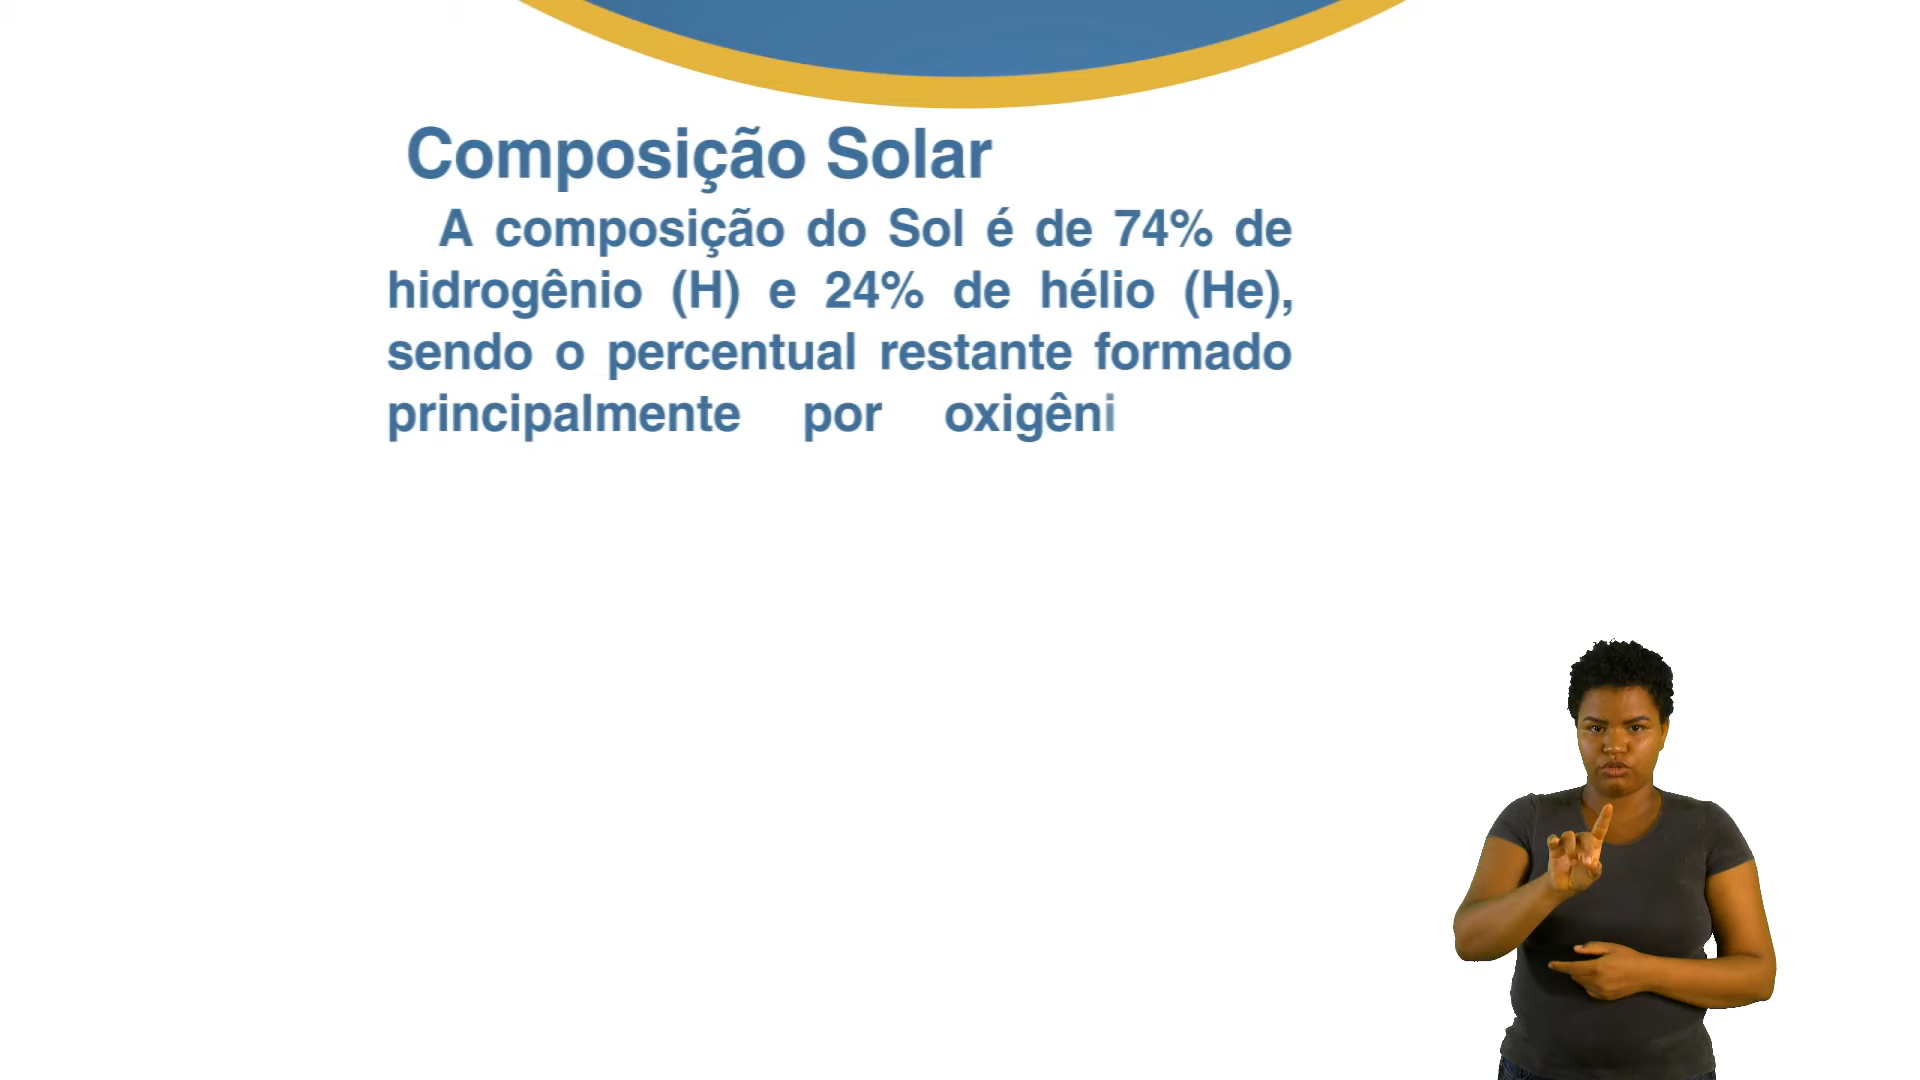 Composição Solar
A composição do Sol é de 74% de
hidrogênio (H) e 24% de hélio (He),
sendo o percentual restante formado
principalmente por oxigêni